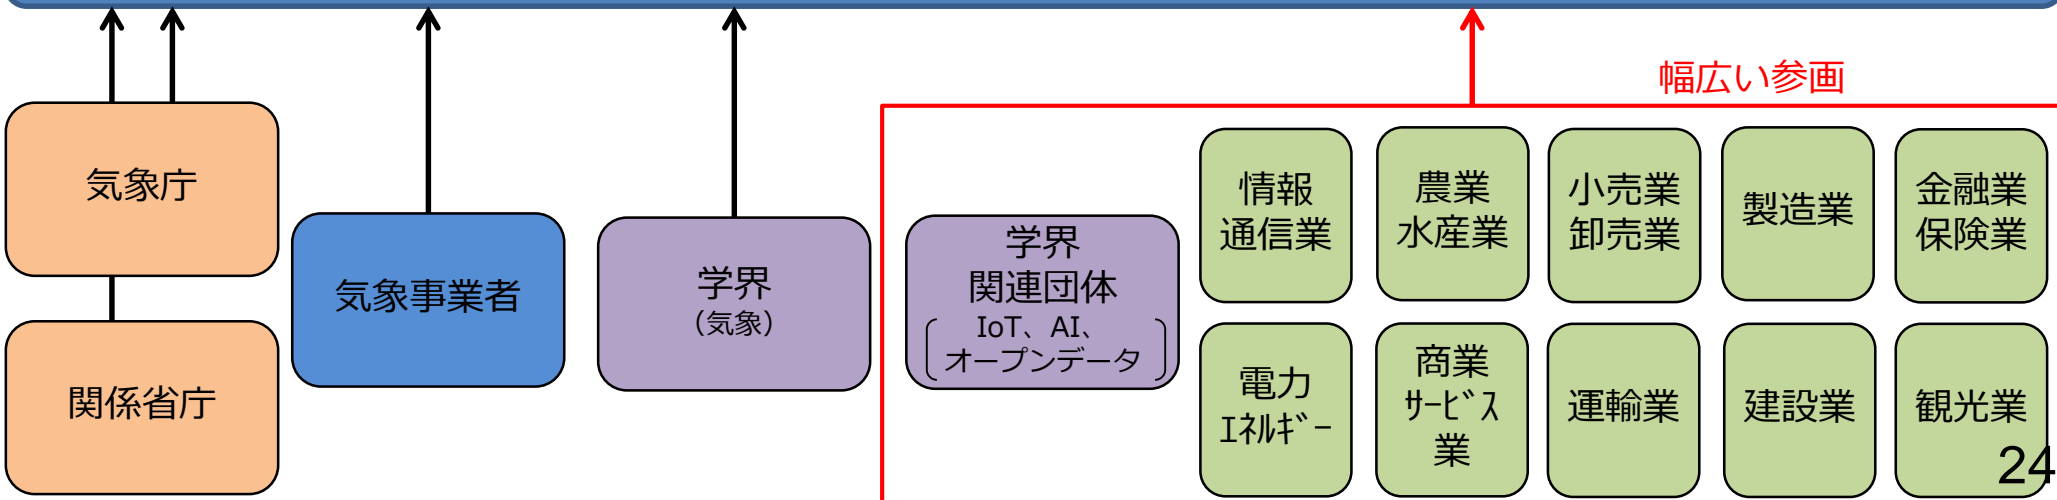 幅広い参画
気象庁
関係省庁
気象事業者
学界
（気象）
学界
関連団体
IoT、AI、
オープンデータ
情報
通信業
農業
水産業
小売業
卸売業
製造業
金融業
保険業
電力
ｴﾈﾙｷﾞｰ
商業
ｻｰﾋﾞｽ
業
運輸業
建設業
観光業
24